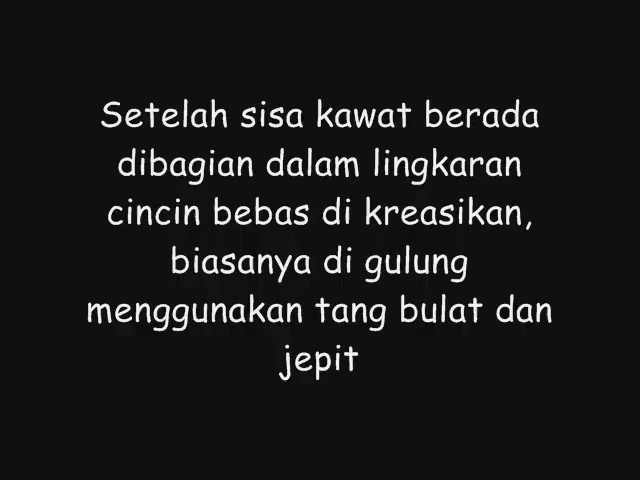 Setelah sisa kawat berada
dibagian dalam lingkaran
cincin bebas di kreasikan,
biasanya di gulung
menggunakan tang bulat dan
jepit